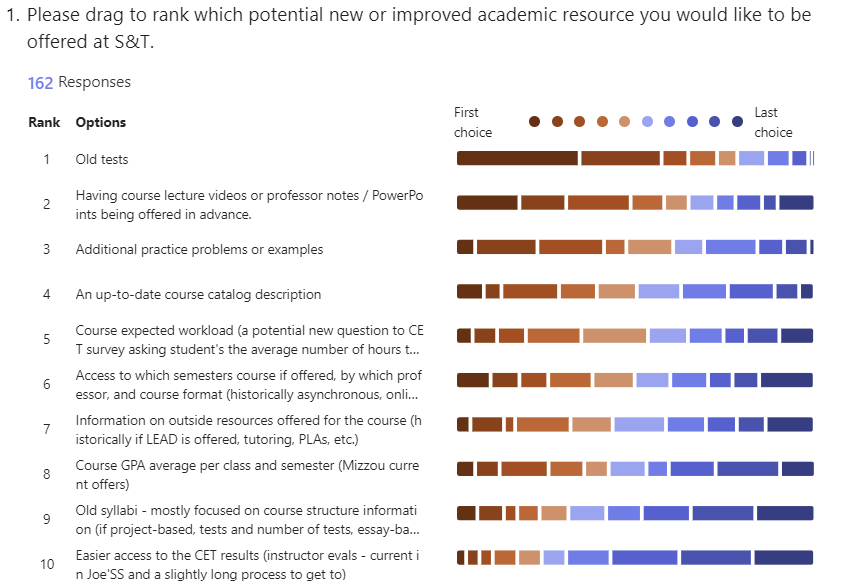 1. Please drag to rank which potential new or improved academic resource you would like to be
offered at S&T.
162 Responses
Rank Options
First
choice
Last
choice
1 Old tests
2 Having course lecture videos or professor notes / PowerPo
ints being offered in advance.
3 Additional practice problems or examples
4 An up-to-date course catalog description
5 Course expected workload (a potential new question to CE
T survey asking student's the average number of hours t...
6 Access to which semesters course if offered, by which prof
essor, and course format (historically asynchronous, onli...
7 Information on outside resources offered for the course (h
istorically if LEAD is offered, tutoring, PLAs, etc.)
8 Course GPA average per class and semester (Mizzou curre
nt offers)
9 Old syllabi - mostly focused on course structure informati
on (if project-based, tests and number of tests, essay-ba...
10 Easier access to the CET results (instructor evals - current i
n Joe'SS and a slightly long process to get to)